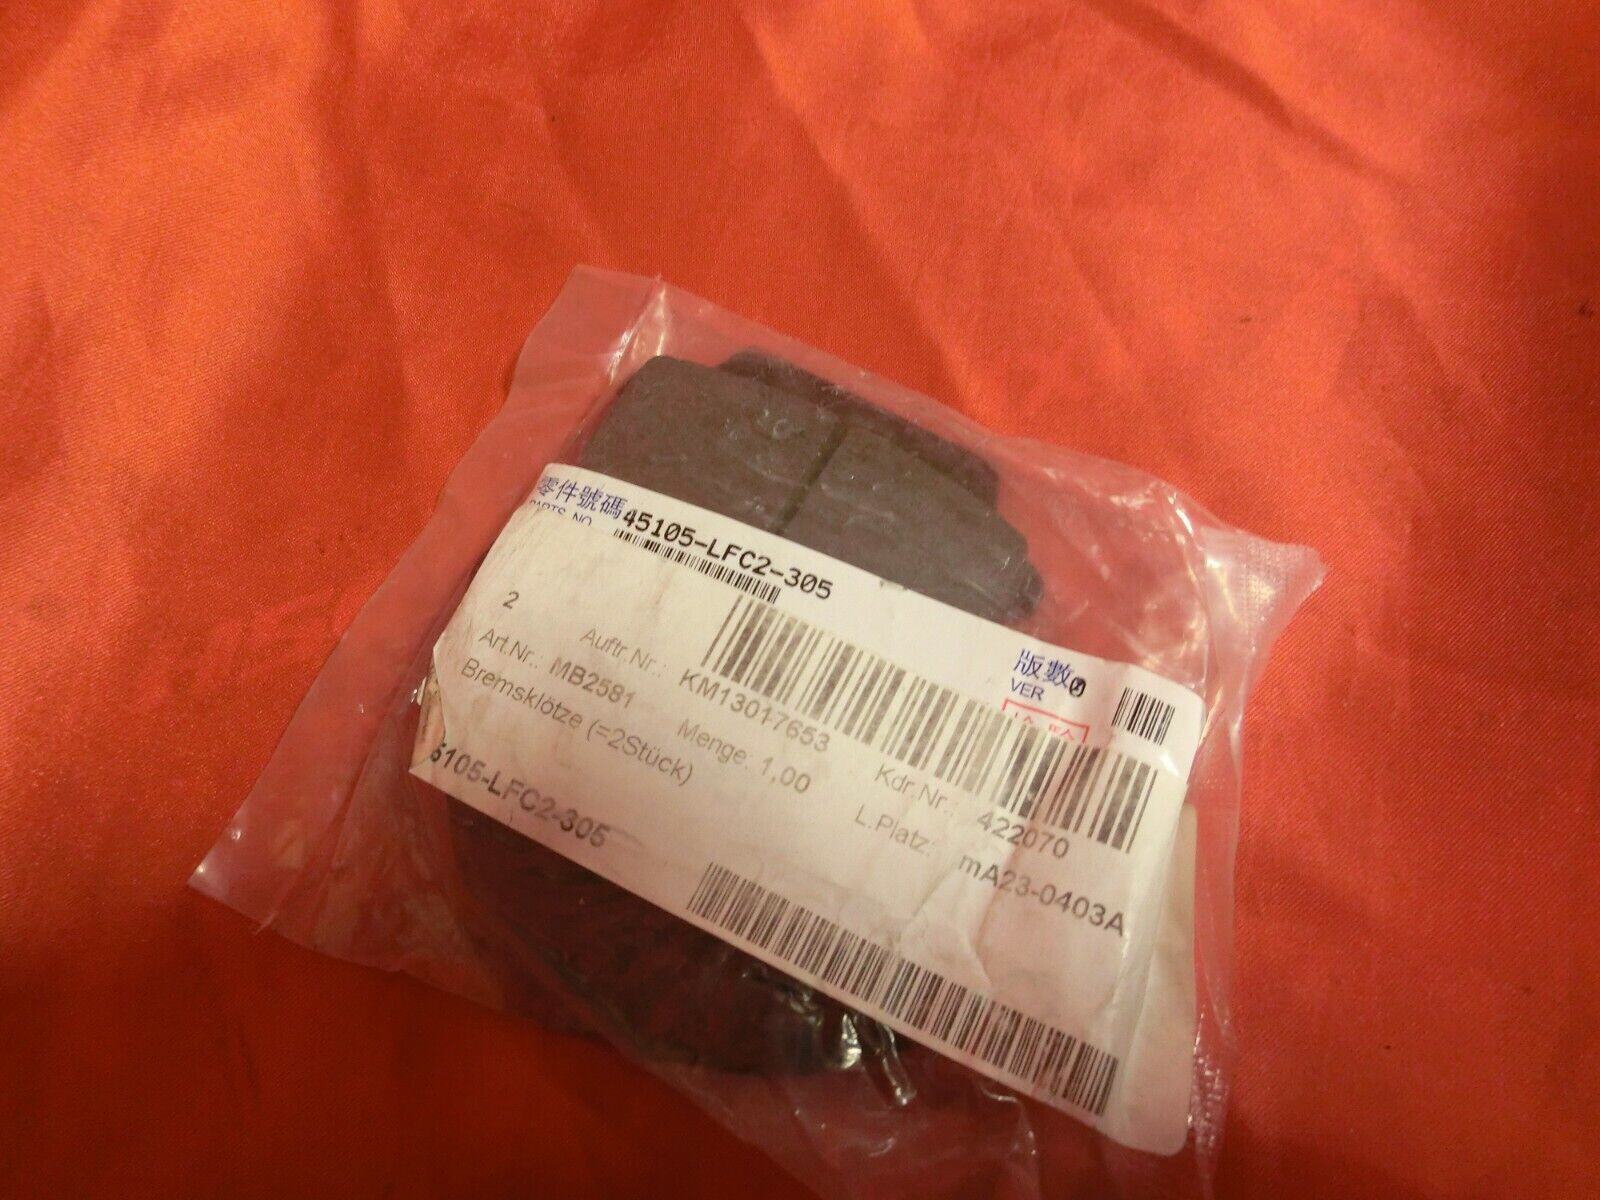 零件號碼 45105-LFC2-305
PARTS NO
版數 0
VER
2 Auftr.Nr.: KM13017653 Kdr.Nr.: 422070
Art.Nr.: MB2581 Menge: 1,00 L.Platz: mA23-0403A
Bremsklötze (=2Stück)
5105-LFC2-305